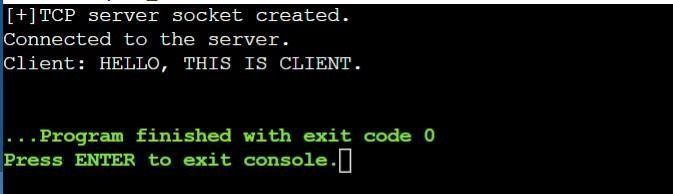 [+]TCP server socket created.
Connected to the server.
Client: HELLO, THIS IS CLIENT.
...Program finished with exit code 0
Press ENTER to exit console.